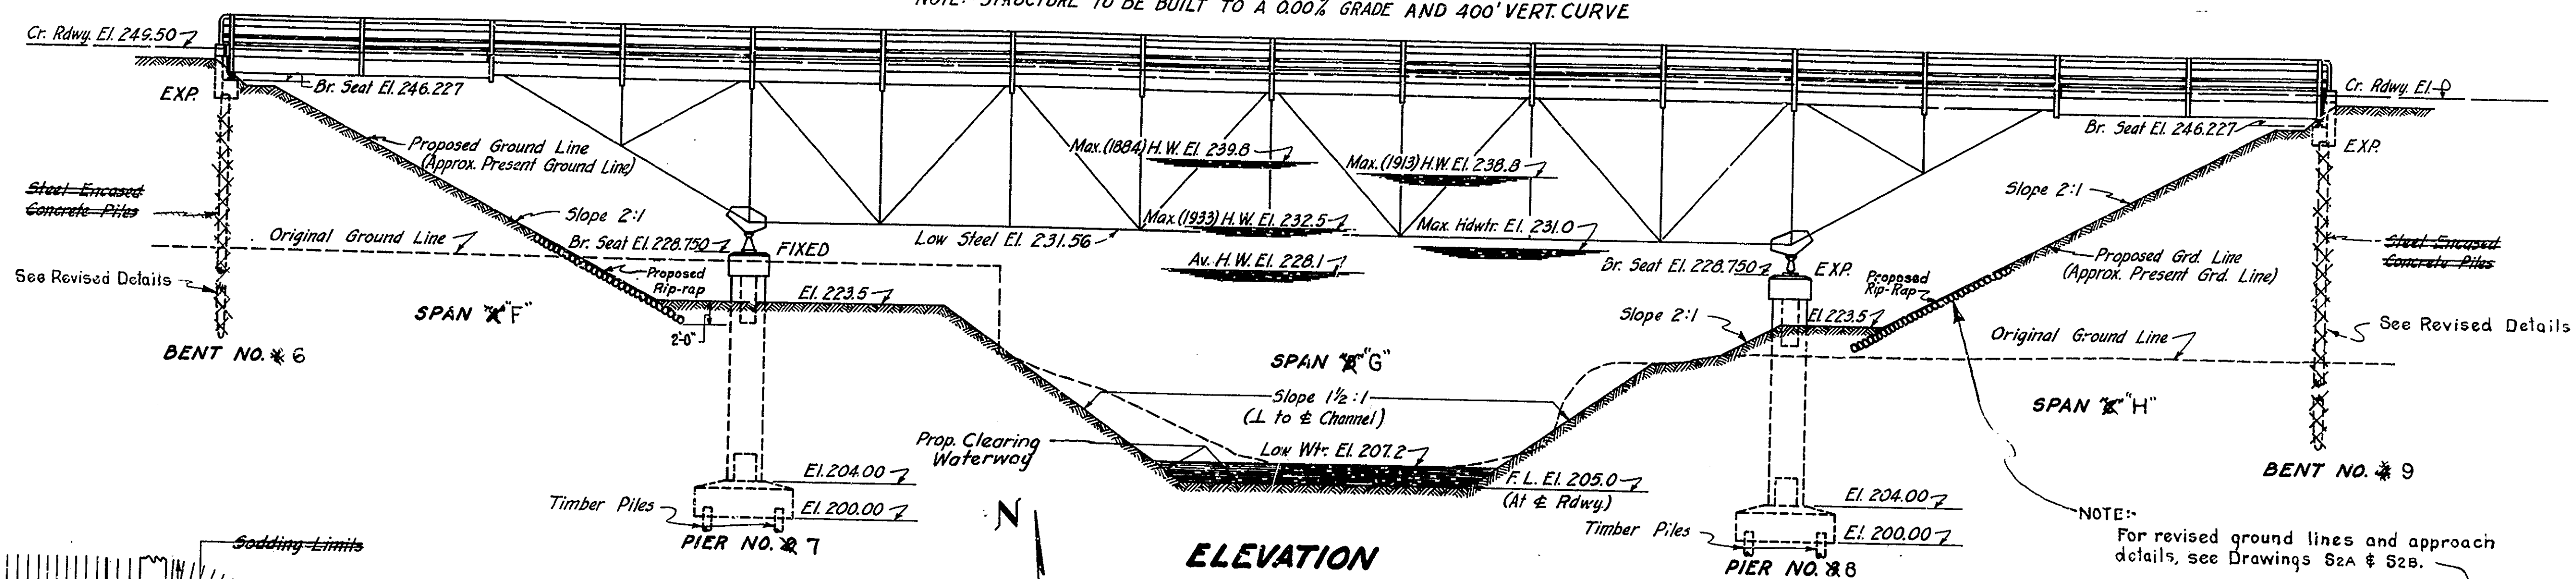 NOTE: STRUCTURE TO BE BUILT TO A 0.00% GRADE AND 400' VERT. CURVE
Cr. Rdwy. El. 249.50
Cr. Rdwy. El.
EXP.
Br. Seat El. 246.227
Br. Seat El. 246.227
EXP.
Proposed Ground Line
(Approx. Present Ground Line)
Max. (1884) H.W. El. 239.8
Max. (1913) H.W. El. 238.8
Steel Encased
Concrete Piles
Slope 2:1
Slope 2:1
Original Ground Line
Br. Seat El. 228.750
FIXED
Low Steel El. 231.56
Max. (1933) H.W. El. 232.5
Max. Hdwtr. El. 231.0
Steel Encased
Concrete Piles
See Revised Details
Proposed
Rip-rap
Av. H.W. El. 228.1
Br. Seat El. 228.750
EXP.
Proposed
Rip-Rap
Proposed Grd. Line
(Approx. Present Grd. Line)
SPAN "F"
El. 223.5
2'-0"
Slope 2:1
El. 223.5
See Revised Details
BENT NO. 6
Original Ground Line
SPAN "G"
Slope 1½:1
(⊥ to ℄ Channel)
SPAN "H"
Prop. Clearing
Waterway
Low Wtr. El. 207.2
El. 204.00
F. L. El. 205.0
(At ℄ Rdwy.)
El. 204.00
BENT NO. 9
Timber Piles
El. 200.00
N
Timber Piles
El. 200.00
NOTE:-
For revised ground lines and approach
details, see Drawings S2A & S2B.
Sodding Limits
PIER NO. 7
ELEVATION
PIER NO. 8